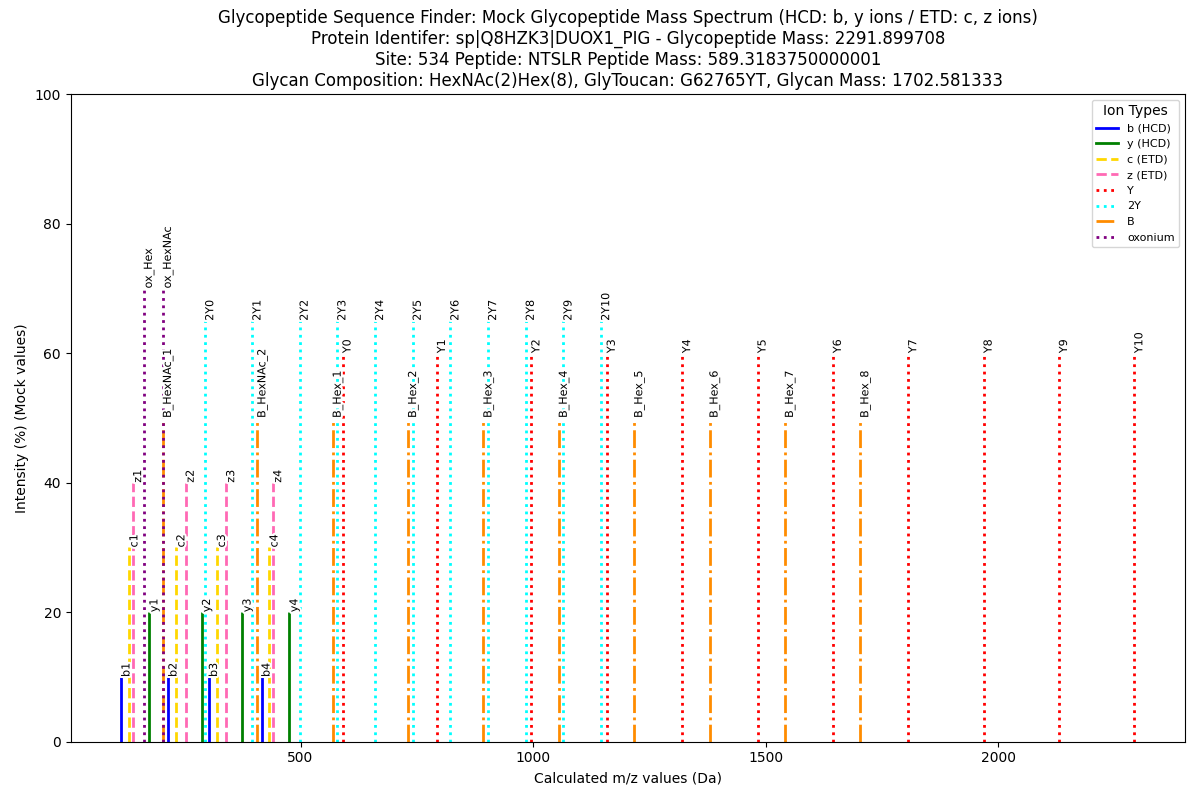 Glycopeptide Sequence Finder: Mock Glycopeptide Mass Spectrum (HCD: b, y ions / ETD: c, z ions)
Protein Identifer: sp|Q8HZK3|DUOX1_PIG - Glycopeptide Mass: 2291.899708
Site: 534 Peptide: NTSLR Peptide Mass: 589.3183750000001
Glycan Composition: HexNAc(2)Hex(8), GlyToucan: G62765YT, Glycan Mass: 1702.581333
Intensity (%) (Mock values)
100
80
60
40
20
0
Ion Types
b (HCD)
y (HCD)
c (ETD)
z (ETD)
Y
2Y
B
oxonium
ox_Hex
ox_HexNAc
2Y0
2Y1
2Y2
2Y3
2Y4
2Y5
2Y6
2Y7
2Y8
2Y9
2Y10
Y0
Y1
Y2
Y3
Y4
Y5
Y6
Y7
Y8
Y9
Y10
B_HexNAc_1
B_HexNAc_2
B_Hex_1
B_Hex_2
B_Hex_3
B_Hex_4
B_Hex_5
B_Hex_6
B_Hex_7
B_Hex_8
z1
z2
z3
z4
c1
c2
c3
c4
y1
y2
y3
y4
b1
b2
b3
b4
500
1000
1500
2000
Calculated m/z values (Da)